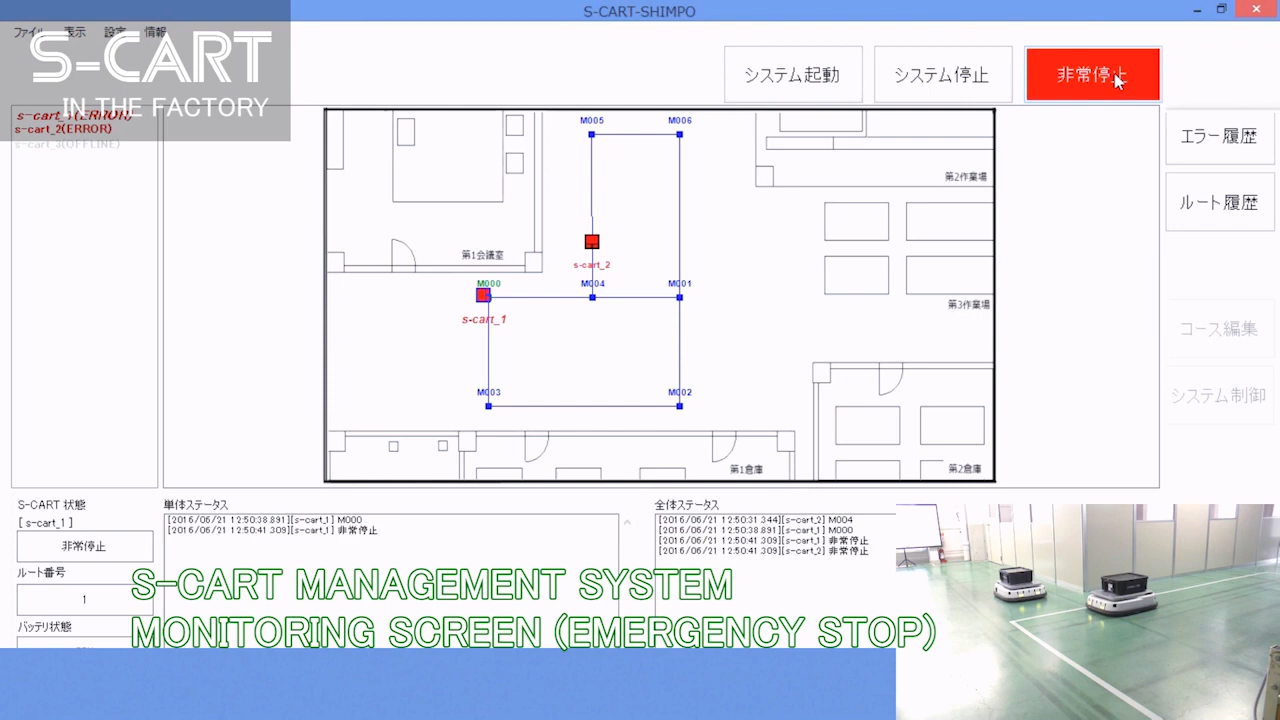 S-CART-SHIMPO
ファイル 表示 設定 情報
S-CART
IN THE FACTORY
システム起動 システム停止 非常停止
s-cart_1(ERROR)
s-cart_2(ERROR)
s-cart_3(OFFLINE)
エラー履歴
ルート履歴
コース編集
システム制御
M005 M006
第2作業場
第1会議室
s-cart_2
M000 M004 M001
第3作業場
s-cart_1
M003 M002
第1倉庫 第2倉庫
S-CART 状態
[ s-cart_1 ]
非常停止
ルート番号
1
バッテリ状態
単体ステータス
[2016/06/21 12:50:38.891][s-cart_1] M000
[2016/06/21 12:50:41.309][s-cart_1] 非常停止
全体ステータス
[2016/06/21 12:50:31.344][s-cart_2] M004
[2016/06/21 12:50:38.891][s-cart_1] M000
[2016/06/21 12:50:41.309][s-cart_1] 非常停止
[2016/06/21 12:50:41.309][s-cart_2] 非常停止
S-CART MANAGEMENT SYSTEM
MONITORING SCREEN (EMERGENCY STOP)